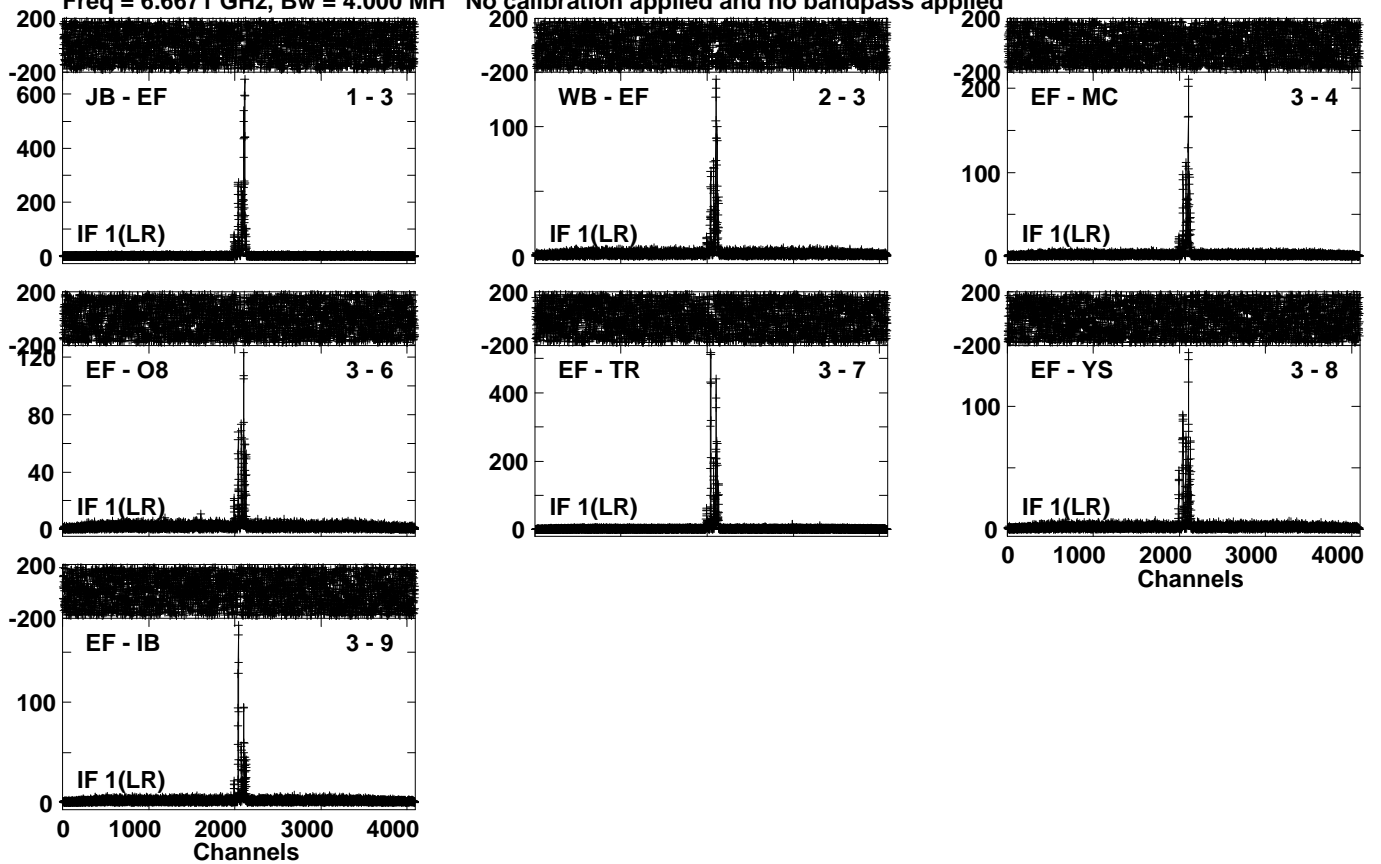 Freq = 6.6671 GHz, Bw = 4.000 MH No calibration applied and no bandpass applied
200 200 200
-200 -200 -200
600 JB - EF 1 - 3 WB - EF 2 - 3 200 EF - MC 3 - 4
100
400
100
200
IF 1(LR) IF 1(LR) IF 1(LR)
0 0 0
200 200 200
-200 -200 -200
120 EF - O8 3 - 6 EF - TR 3 - 7 EF - YS 3 - 8
400 100
80
200
40
IF 1(LR) IF 1(LR) IF 1(LR)
0 0 0
0 1000 2000 3000 4000
Channels
200
-200
EF - IB 3 - 9
100
IF 1(LR)
0
0 1000 2000 3000 4000
Channels